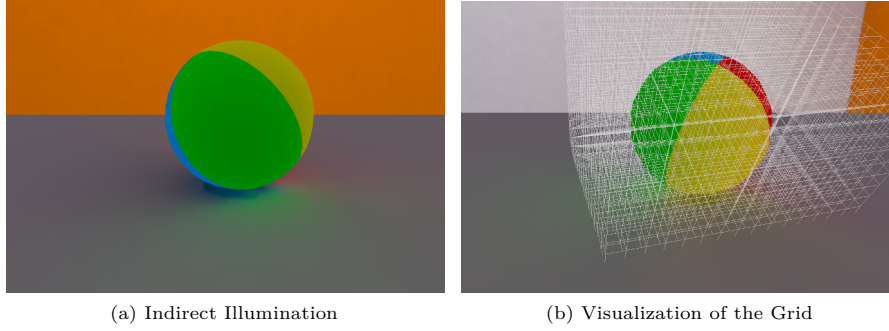 (a) Indirect Illumination
(b) Visualization of the Grid